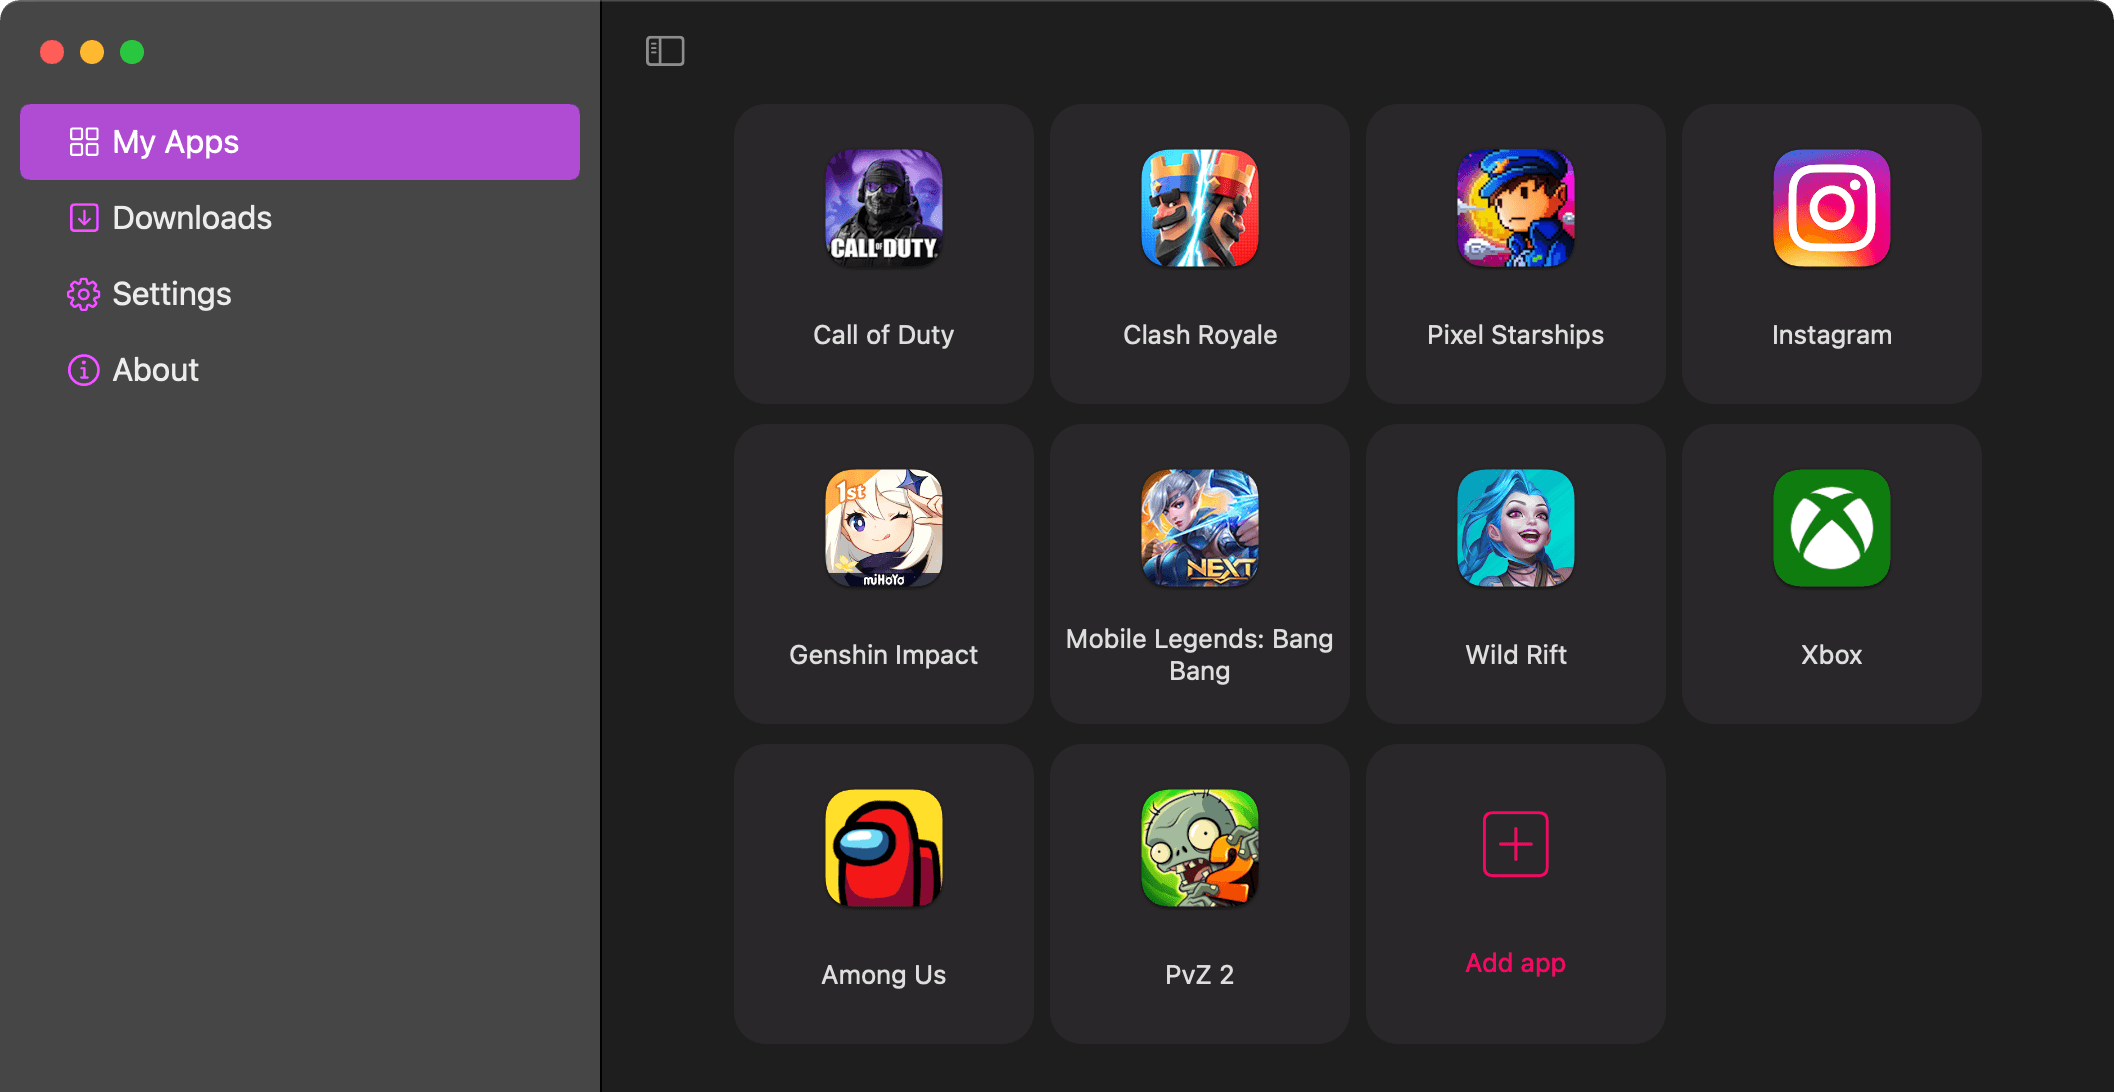 My Apps
Downloads
Settings
About
CALL OF DUTY
Call of Duty
Clash Royale
Pixel Starships
Instagram
1st
miHoYo
Genshin Impact
NEXT
Mobile Legends: Bang
Bang
Wild Rift
Xbox
Among Us
2
PvZ 2
Add app